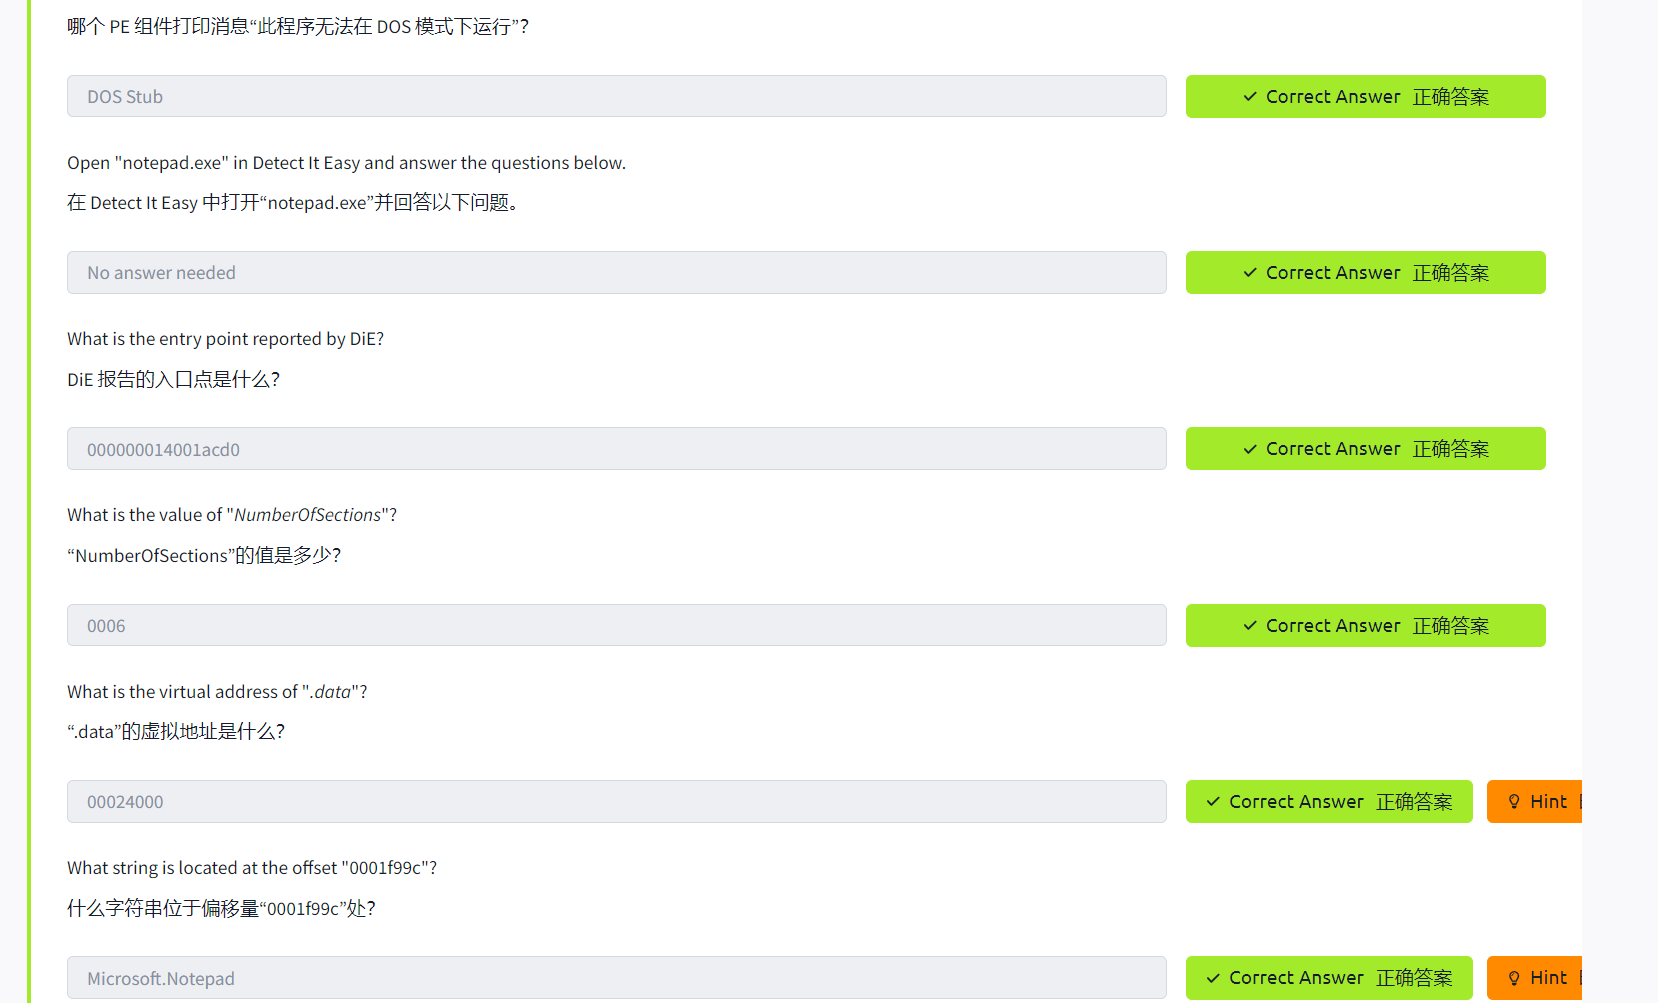 哪个 PE 组件打印消息“此程序无法在 DOS 模式下运行”？
DOS Stub
Correct Answer 正确答案
Open "notepad.exe" in Detect It Easy and answer the questions below.
在 Detect It Easy 中打开“notepad.exe”并回答以下问题。
No answer needed
Correct Answer 正确答案
What is the entry point reported by DiE?
DiE 报告的入口点是什么？
000000014001acd0
Correct Answer 正确答案
What is the value of "NumberOfSections"?
“NumberOfSections”的值是多少？
0006
Correct Answer 正确答案
What is the virtual address of ".data"?
“.data”的虚拟地址是什么？
00024000
Correct Answer 正确答案
Hint
What string is located at the offset "0001f99c"?
什么字符串位于偏移量“0001f99c”处？
Microsoft.Notepad
Correct Answer 正确答案
Hint